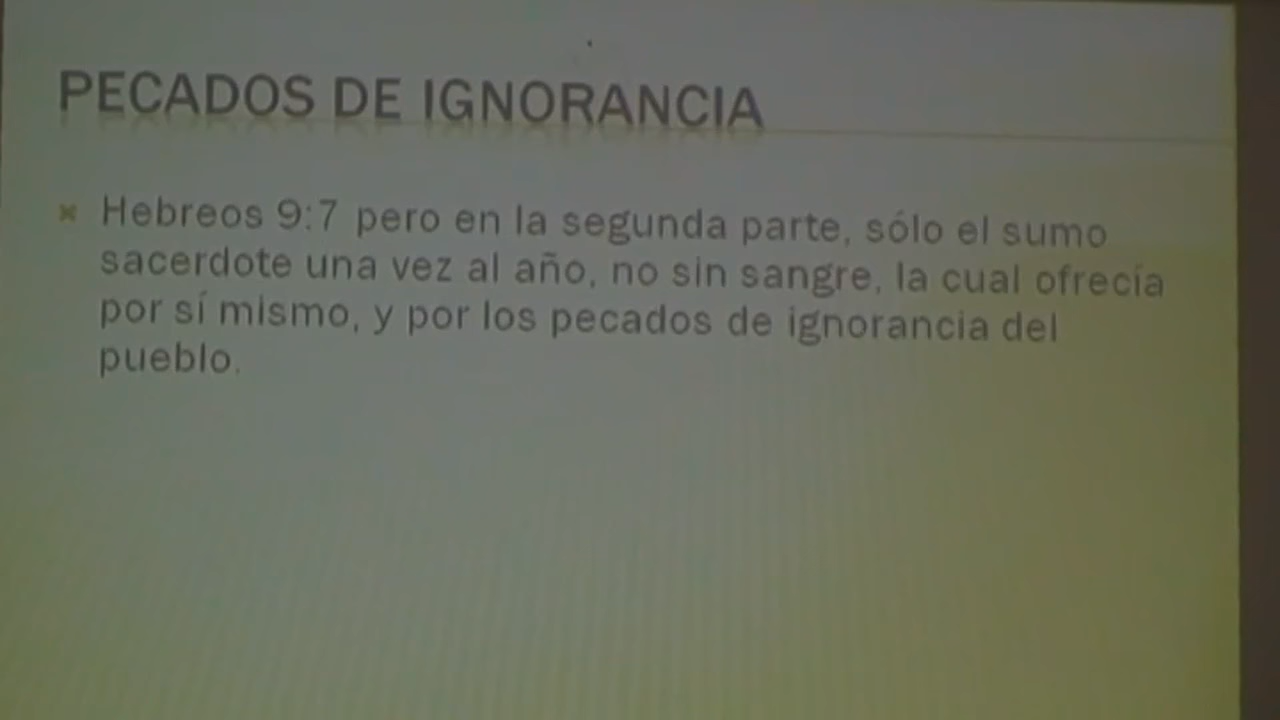 PECADOS DE IGNORANCIA
Hebreos 9:7 pero en la segunda parte, sólo el sumo
sacerdote una vez al año, no sin sangre, la cual ofrecía
por sí mismo, y por los pecados de ignorancia del
pueblo.